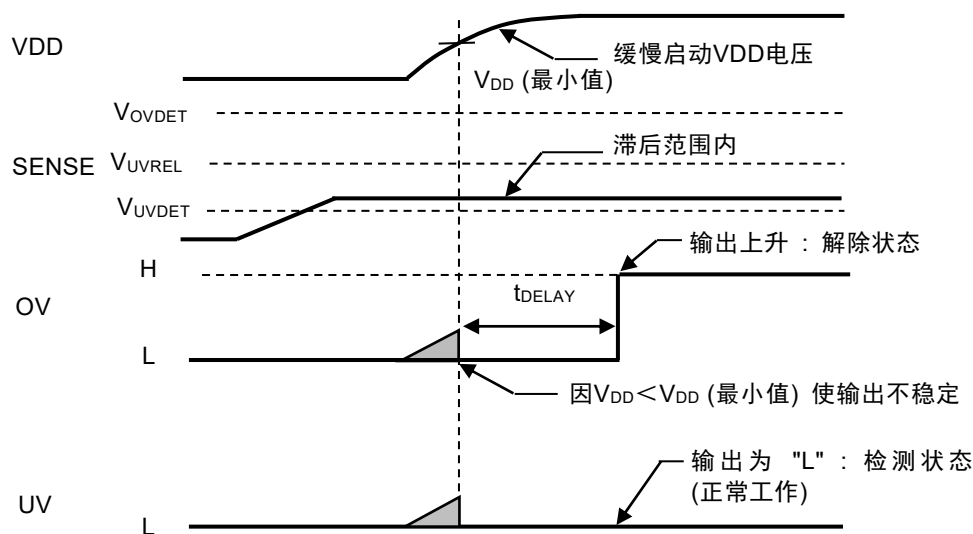 VDD
缓慢启动VDD电压
VDD (最小值)
VOVDET
滞后范围内
SENSE
VUVREL
VUVDET
输出上升：解除状态
H
tDELAY
OV
L
因VDD＜VDD (最小值) 使输出不稳定
输出为 "L"：检测状态
(正常工作)
UV
L